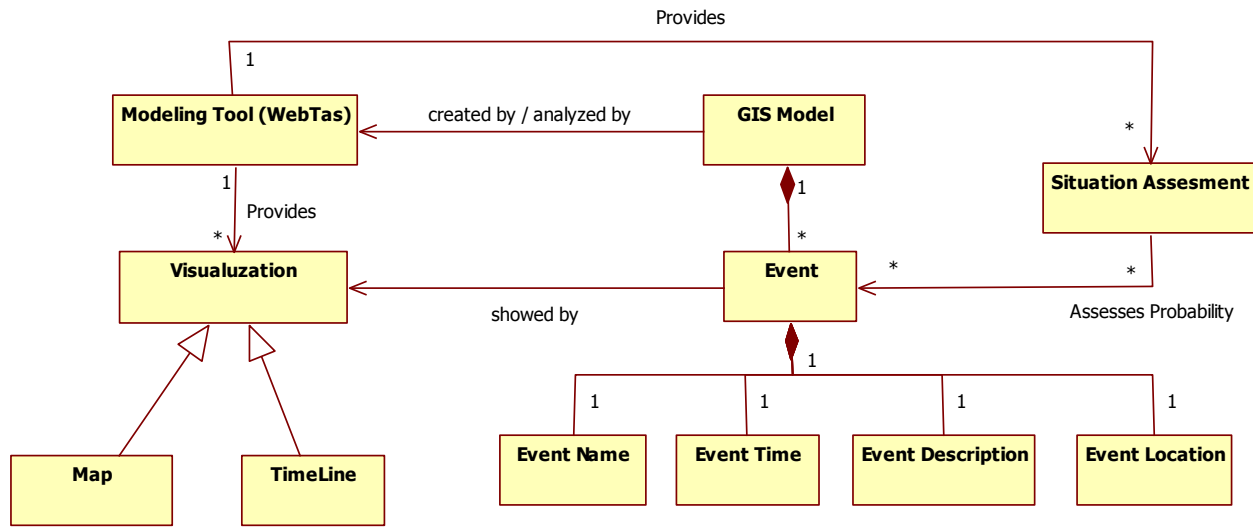 Provides
1
Modeling Tool (WebTas)
created by / analyzed by
GIS Model
*
Situation Assesment
1
1
Provides
*
*
Visualuzation
Event
*
*
showed by
Assesses Probability
1
1
1
1
1
Map
TimeLine
Event Name
Event Time
Event Description
Event Location